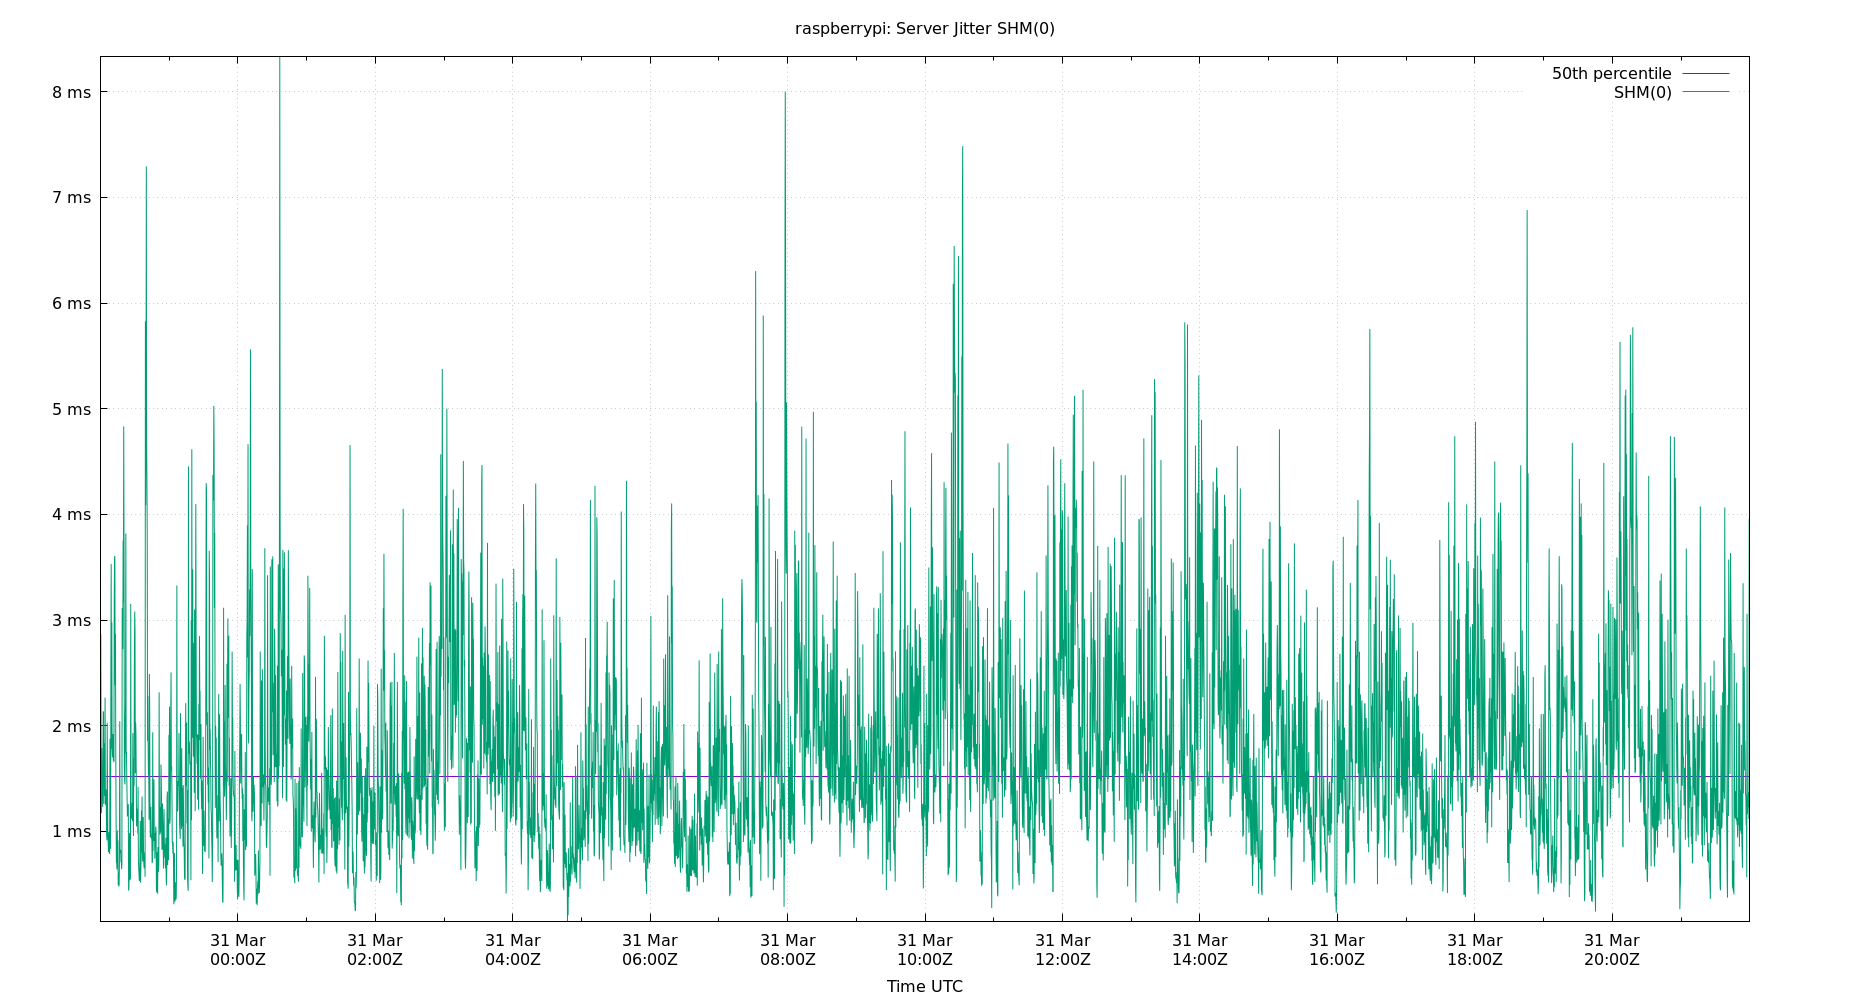 raspberrypi: Server Jitter SHM(0)
50th percentile
SHM(0)
8 ms
7 ms
6 ms
5 ms
4 ms
3 ms
2 ms
1 ms
31 Mar 31 Mar 31 Mar 31 Mar 31 Mar 31 Mar 31 Mar 31 Mar 31 Mar 31 Mar 31 Mar
00:00Z 02:00Z 04:00Z 06:00Z 08:00Z 10:00Z 12:00Z 14:00Z 16:00Z 18:00Z 20:00Z
Time UTC